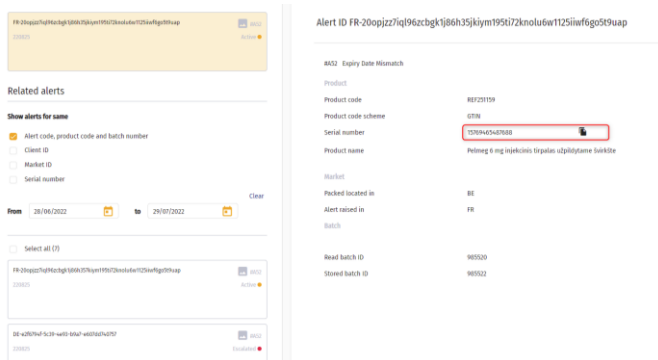 FR-20opjzz7iql96zcbgk1j86h35jkiym195ti72knolu6w1125iiwf6go5t9uap
#A52
Active
Related alerts
Show alerts for same
Alert code, product code and batch number
Client ID
Market ID
Serial number
Clear
From 28/06/2022 to 29/07/2022
Select all (7)
#A52
Active
#A52
Escalated
Alert ID FR-20opjzz7iql96zcbgk1j86h35jkiym195ti72knolu6w1125iiwf6go5t9uap
#A52 Expiry Date Mismatch
Product
Product code REF251159
Product code scheme GTIN
Serial number 15769465487688
Product name Pelmeg 6 mg injekcinis tirpalas užpildytame švirkšte
Market
Packed located in BE
Alert raised in FR
Batch
Read batch ID 985520
Stored batch ID 985522